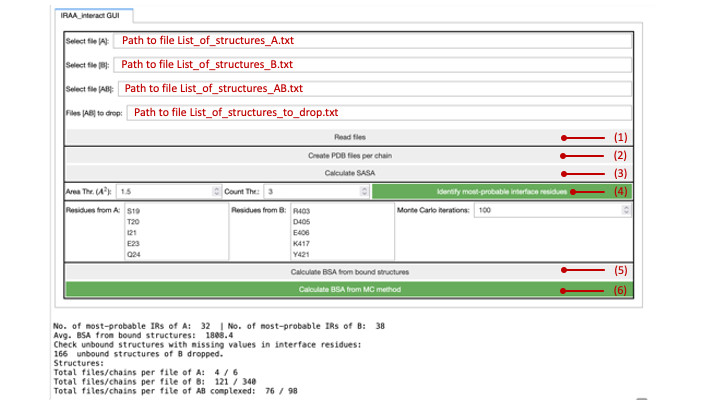 IRAA_interact GUI
Select file [A]: Path to file List_of_structures_A.txt
Select file [B]: Path to file List_of_structures_B.txt
Select file [AB]: Path to file List_of_structures_AB.txt
Files [AB] to drop: Path to file List_of_structures_to_drop.txt
Read files (1)
Create PDB files per chain (2)
Calculate SASA (3)
Area Thr. (A²): 1.5 Count Thr.: 3 Identify most-probable interface residues (4)
Residues from A: S19 Residues from B: R403 Monte Carlo iterations: 100
T20 D405
I21 E406
E23 K417
Q24 Y421
Calculate BSA from bound structures (5)
Calculate BSA from MC method (6)
No. of most-probable IRs of A: 32 | No. of most-probable IRs of B: 38
Avg. BSA from bound structures: 1808.4
Check unbound structures with missing values in interface residues:
166 unbound structures of B dropped.
Structures:
Total files/chains per file of A: 4 / 6
Total files/chains per file of B: 121 / 340
Total files/chains per file of AB complexed: 76 / 98